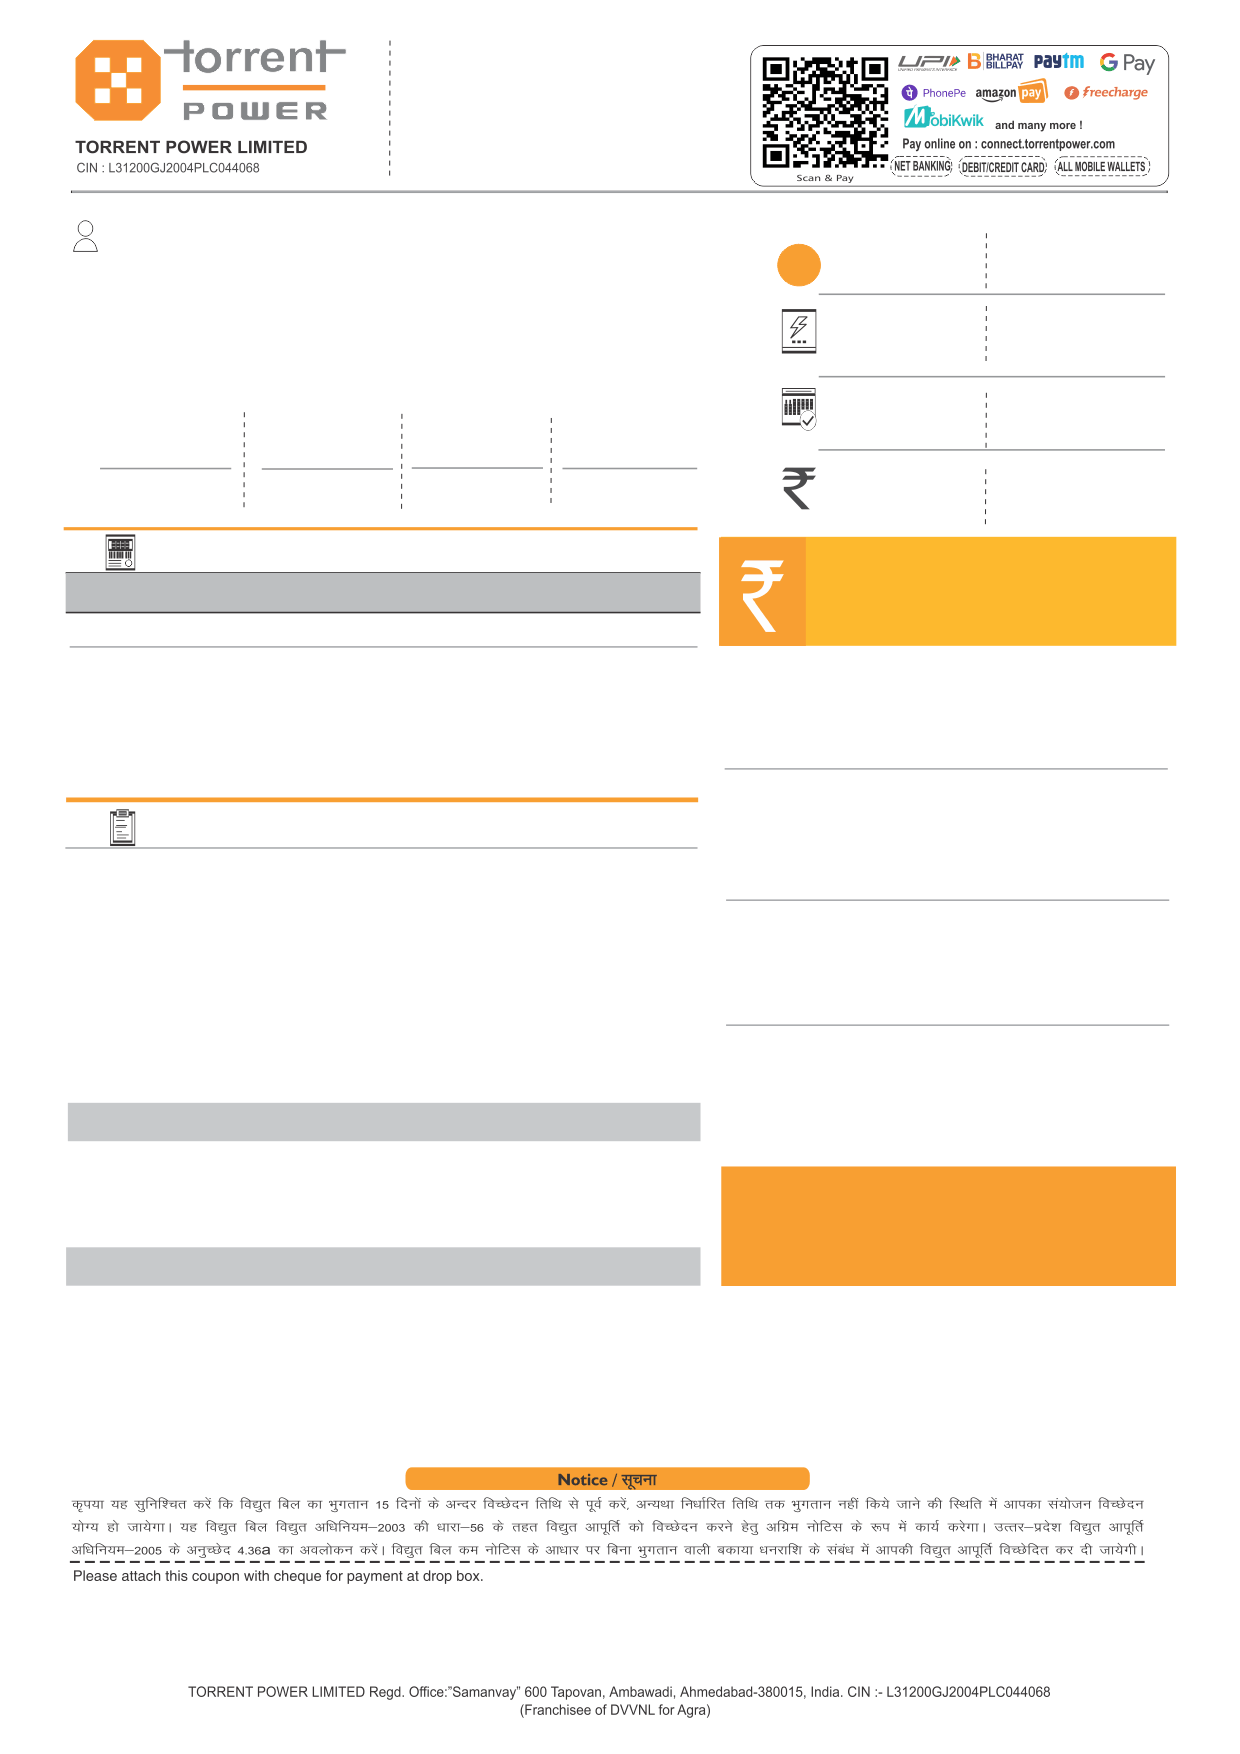 torrent
POWER
TORRENT POWER LIMITED
CIN : L31200GJ2004PLC044068
UPI
UNIFIED PAYMENTS INTERFACE
BHARAT BILLPAY
paytm
G Pay
पे PhonePe
amazon pay
freecharge
MobiKwik
and many more !
Pay online on : connect.torrentpower.com
NET BANKING
DEBIT/CREDIT CARD
ALL MOBILE WALLETS
Scan & Pay
₹
₹
Notice / सूचना
कृपया यह सुनिश्चित करें कि विद्युत बिल का भुगतान 15 दिनों के अन्दर विच्छेदन तिथि से पूर्व करें, अन्यथा निर्धारित तिथि तक भुगतान नहीं किये जाने की स्थिति में आपका संयोजन विच्छेदन
योग्य हो जायेगा। यह विद्युत बिल विद्युत अधिनियम–2003 की धारा–56 के तहत विद्युत आपूर्ति को विच्छेदन करने हेतु अग्रिम नोटिस के रूप में कार्य करेगा। उत्तर–प्रदेश विद्युत आपूर्ति
अधिनियम–2005 के अनुच्छेद 4.36a का अवलोकन करें। विद्युत बिल कम नोटिस के आधार पर बिना भुगतान वाली बकाया धनराशि के संबंध में आपकी विद्युत आपूर्ति विच्छेदित कर दी जायेगी।
Please attach this coupon with cheque for payment at drop box.
TORRENT POWER LIMITED Regd. Office:”Samanvay” 600 Tapovan, Ambawadi, Ahmedabad-380015, India. CIN :- L31200GJ2004PLC044068
(Franchisee of DVVNL for Agra)